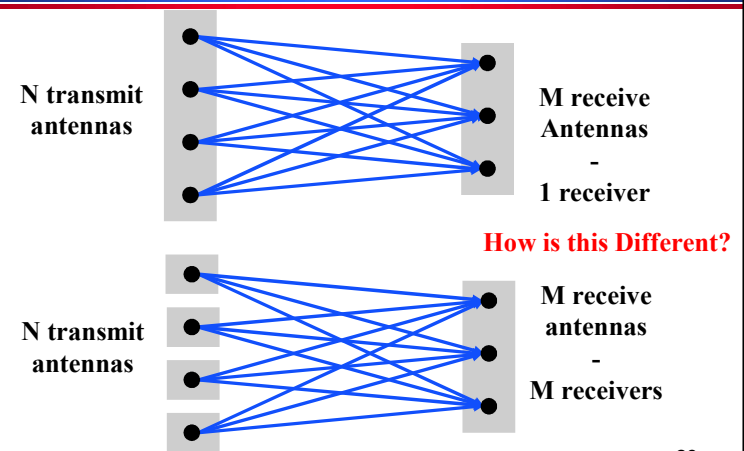 N transmit
antennas
M receive
Antennas
-
1 receiver
How is this Different?
N transmit
antennas
M receive
antennas
-
M receivers